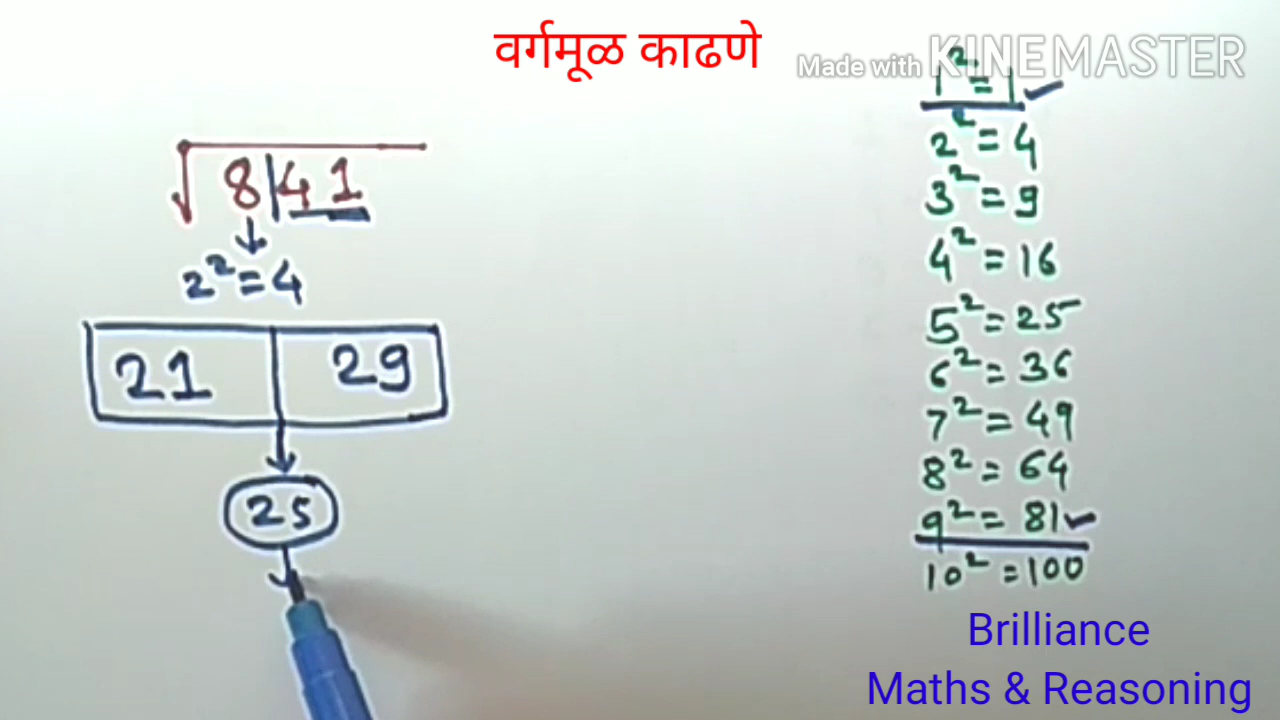 वर्गमूळ काढणे
Made with KINEMASTER
√8|41
2²=4
21 | 29
25
1²=1
2²=4
3²=9
4²=16
5²=25
6²=36
7²=49
8²=64
9²=81
10²=100
Brilliance
Maths & Reasoning